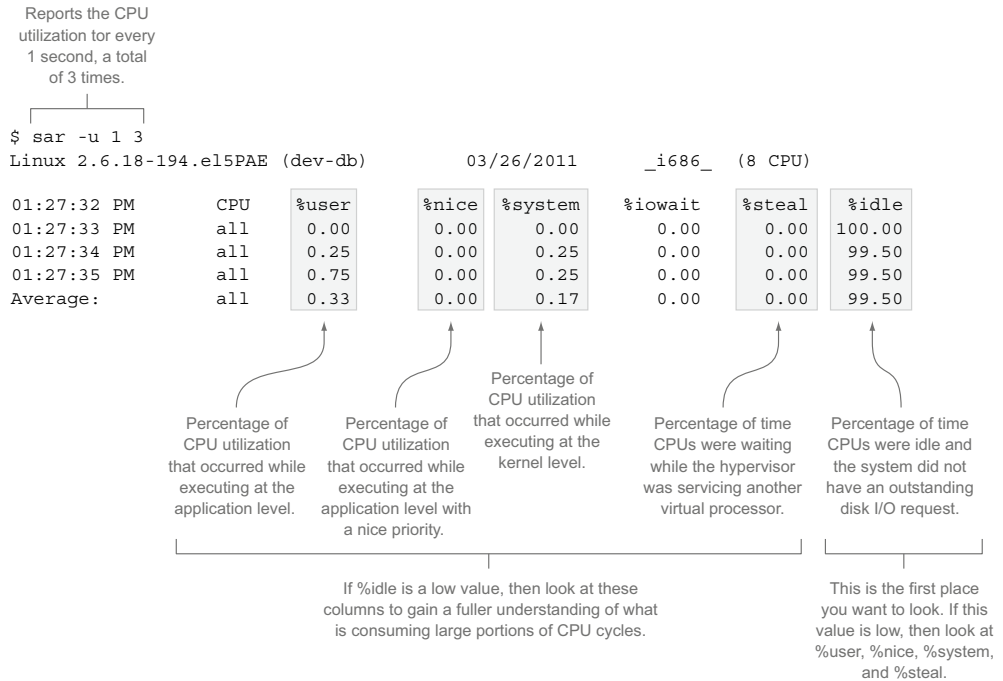 Reports the CPU
utilization tor every
1 second, a total
of 3 times.
$ sar -u 1 3
Linux 2.6.18-194.el5PAE (dev-db) 03/26/2011 _i686_ (8 CPU)
01:27:32 PM CPU %user %nice %system %iowait %steal %idle
01:27:33 PM all 0.00 0.00 0.00 0.00 0.00 100.00
01:27:34 PM all 0.25 0.00 0.25 0.00 0.00 99.50
01:27:35 PM all 0.75 0.00 0.25 0.00 0.00 99.50
Average: all 0.33 0.00 0.17 0.00 0.00 99.50
Percentage of
CPU utilization
that occurred while
executing at the
application level.
Percentage of
CPU utilization
that occurred while
executing at the
application level with
a nice priority.
Percentage of
CPU utilization
that occurred while
executing at the
kernel level.
Percentage of time
CPUs were waiting
while the hypervisor
was servicing another
virtual processor.
Percentage of time
CPUs were idle and
the system did not
have an outstanding
disk I/O request.
If %idle is a low value, then look at these
columns to gain a fuller understanding of what
is consuming large portions of CPU cycles.
This is the first place
you want to look. If this
value is low, then look at
%user, %nice, %system,
and %steal.